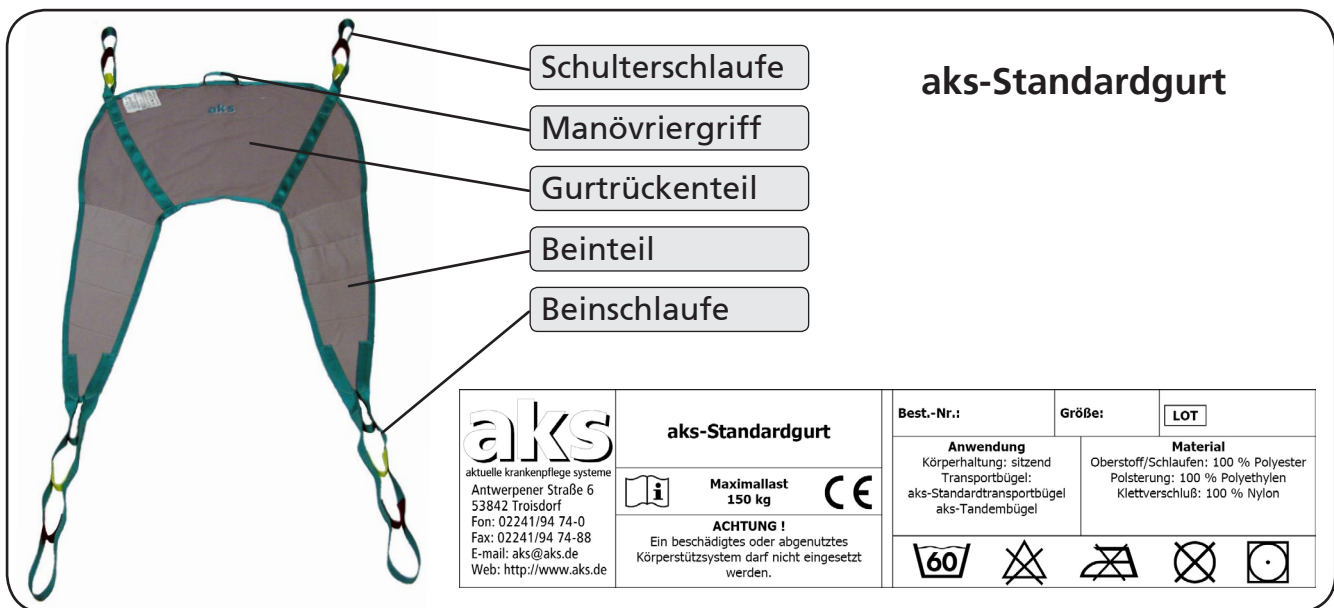 aks-Standardgurt
Schulterschlaufe
Manövriergriff
Gurtrückenteil
Beinteil
Beinschlaufe
aks
aks
aktuelle krankenpflege systeme
Antwerpener Straße 6
53842 Troisdorf
Fon: 02241/94 74-0
Fax: 02241/94 74-88
E-mail: aks@aks.de
Web: http://www.aks.de
aks-Standardgurt
i
Maximallast
150 kg
CE
ACHTUNG !
Ein beschädigtes oder abgenutztes
Körperstützsystem darf nicht eingesetzt
werden.
Best.-Nr.:
Größe:
LOT
Anwendung
Körperhaltung: sitzend
Transportbügel:
aks-Standardtransportbügel
aks-Tandembügel
Material
Oberstoff/Schlaufen: 100 % Polyester
Polsterung: 100 % Polyethylen
Klettverschluß: 100 % Nylon
60